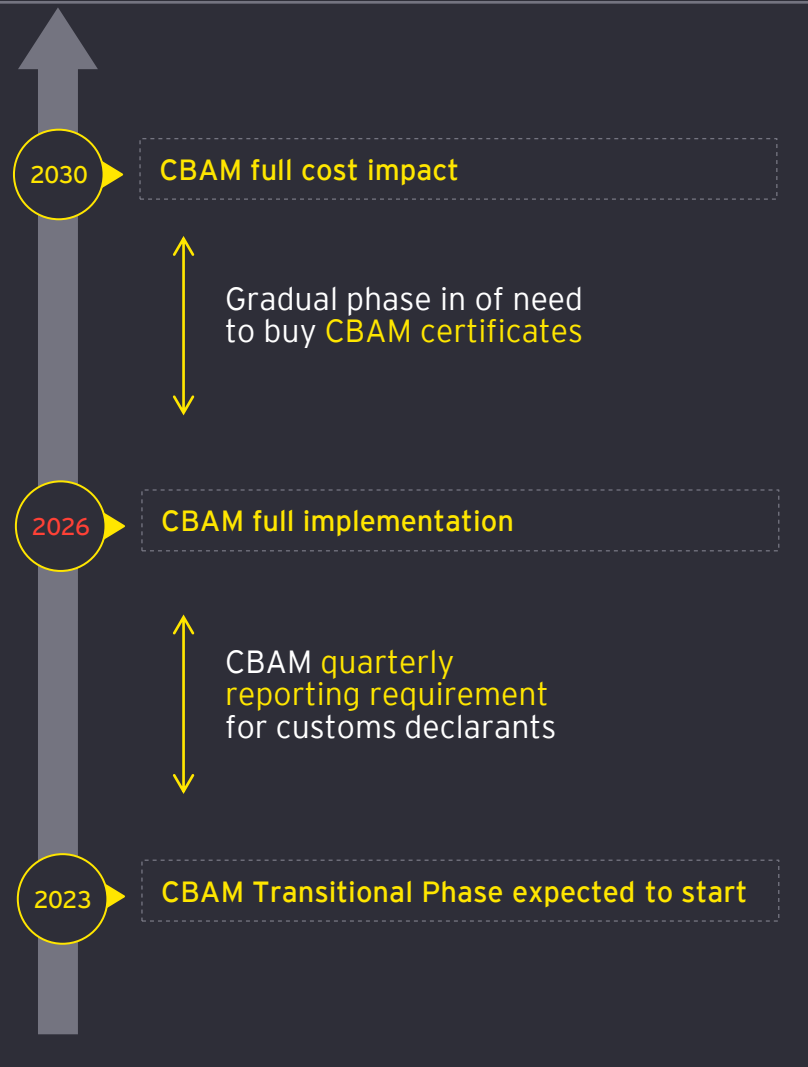 2030
CBAM full cost impact
Gradual phase in of need
to buy CBAM certificates
2026
CBAM full implementation
CBAM quarterly
reporting requirement
for customs declarants
2023
CBAM Transitional Phase expected to start